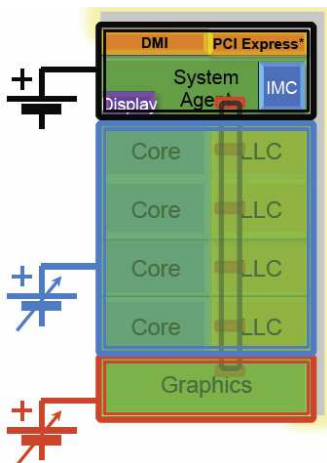 DMI PCI Express*
System
Agent IMC
Display
Core LLC
Core LLC
Core LLC
Core LLC
Graphics
+
+
+